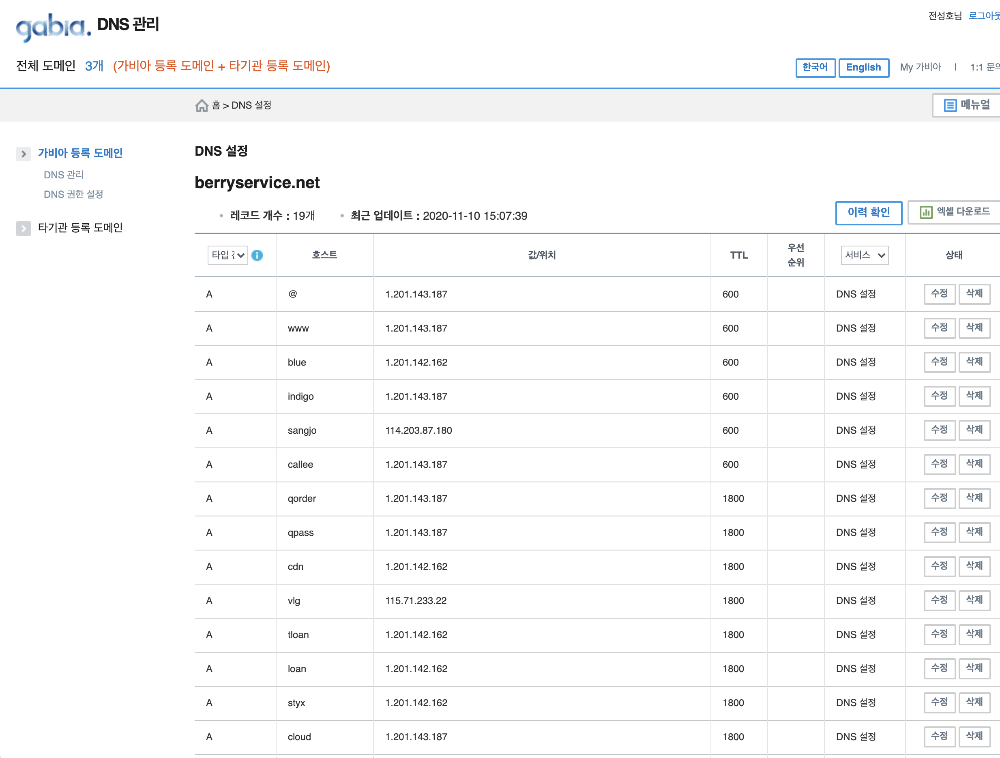 gabia. DNS 관리
전성호님 로그아웃
전체 도메인 3개 (가비아 등록 도메인 + 타기관 등록 도메인)
한국어 English My 가비아 | 1:1 문의
홈 > DNS 설정
메뉴얼
가비아 등록 도메인
DNS 관리
DNS 권한 설정
타기관 등록 도메인
DNS 설정
berryservice.net
레코드 개수 : 19개 최근 업데이트 : 2020-11-10 15:07:39
이력 확인 엑셀 다운로드
타입 호스트 값/위치 TTL 우선 순위 서비스 상태
A @ 1.201.143.187 600 DNS 설정 수정 삭제
A www 1.201.143.187 600 DNS 설정 수정 삭제
A blue 1.201.142.162 600 DNS 설정 수정 삭제
A indigo 1.201.143.187 600 DNS 설정 수정 삭제
A sangjo 114.203.87.180 600 DNS 설정 수정 삭제
A callee 1.201.143.187 600 DNS 설정 수정 삭제
A qorder 1.201.143.187 1800 DNS 설정 수정 삭제
A qpass 1.201.143.187 1800 DNS 설정 수정 삭제
A cdn 1.201.142.162 1800 DNS 설정 수정 삭제
A vlg 115.71.233.22 1800 DNS 설정 수정 삭제
A tloan 1.201.142.162 1800 DNS 설정 수정 삭제
A loan 1.201.142.162 1800 DNS 설정 수정 삭제
A styx 1.201.142.162 1800 DNS 설정 수정 삭제
A cloud 1.201.143.187 1800 DNS 설정 수정 삭제